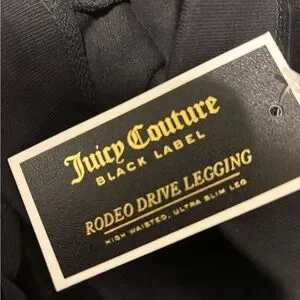 Juicy Couture
BLACK LABEL
RODEO DRIVE LEGGING
HIGH WAISTED, ULTRA SLIM LEG